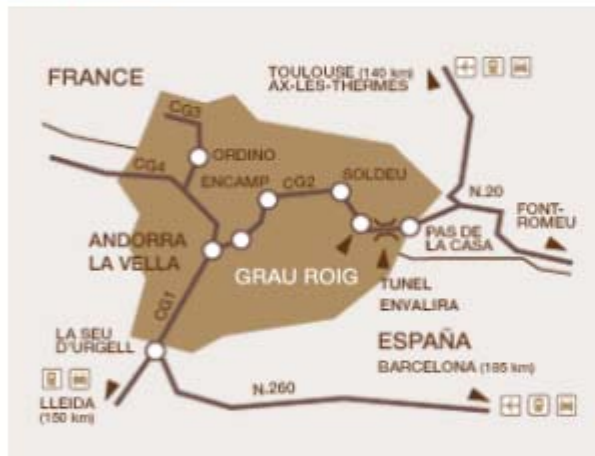 FRANCE
TOULOUSE (140 km)
AX-LES-THERMES
CG3
ORDINO
CG4
ENCAMP
CG2
SOLDEU
N.20
FONT-
ROMEU
PAS DE
LA CASA
ANDORRA
LA VELLA
GRAU ROIG
TUNEL
ENVALIRA
CG1
LA SEU
D'URGELL
ESPAÑA
BARCELONA (185 km)
LLEIDA
(150 km)
N.260